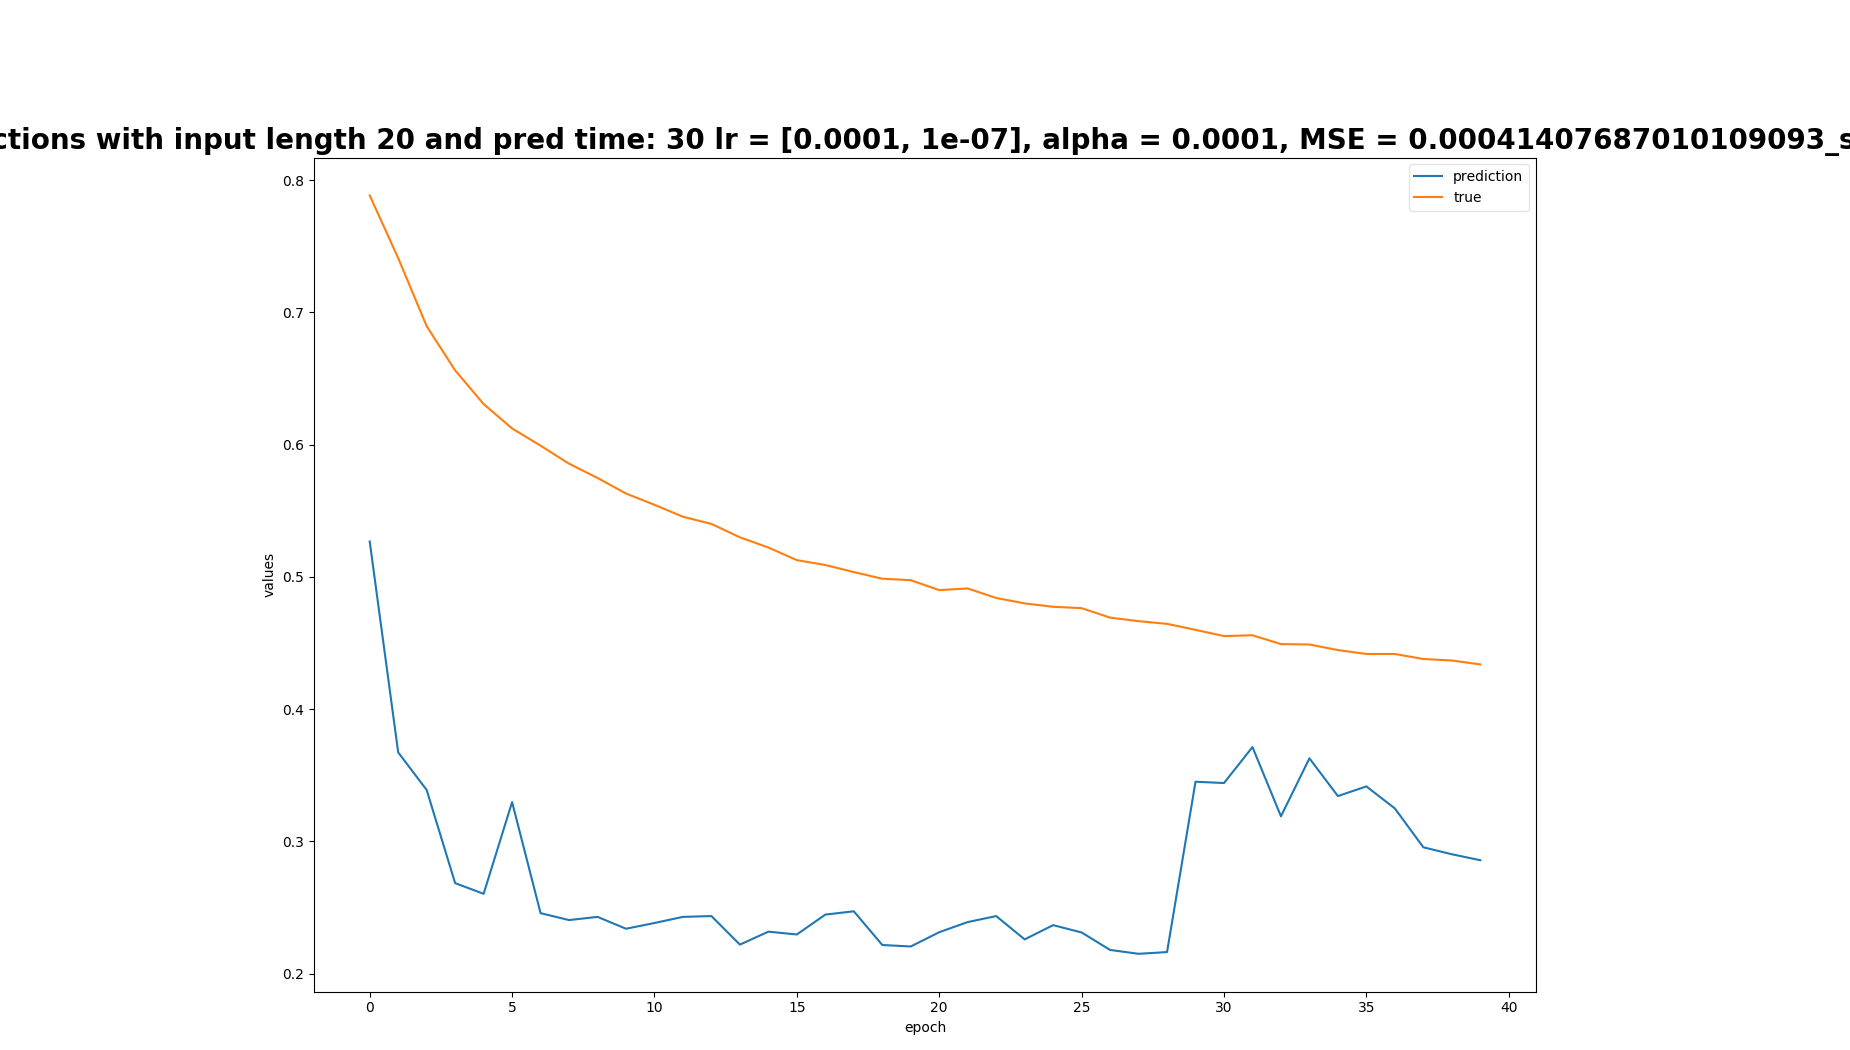 ctions with input length 20 and pred time: 30 lr = [0.0001, 1e-07], alpha = 0.0001, MSE = 0.00041407687010109093_s
prediction
true
0.8
0.7
0.6
0.5
0.4
0.3
0.2
values
0 5 10 15 20 25 30 35 40
epoch